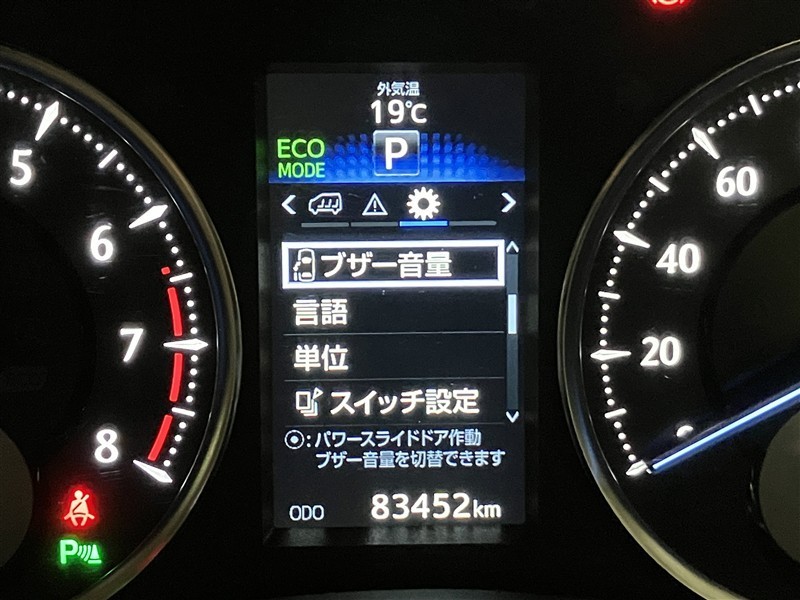 外気温
19℃
ECO
MODE
P
ブザー音量
言語
単位
スイッチ設定
⦿:パワースライドドア作動
ブザー音量を切替できます
ODO 83452km
5
6
7
8
P
60
40
20